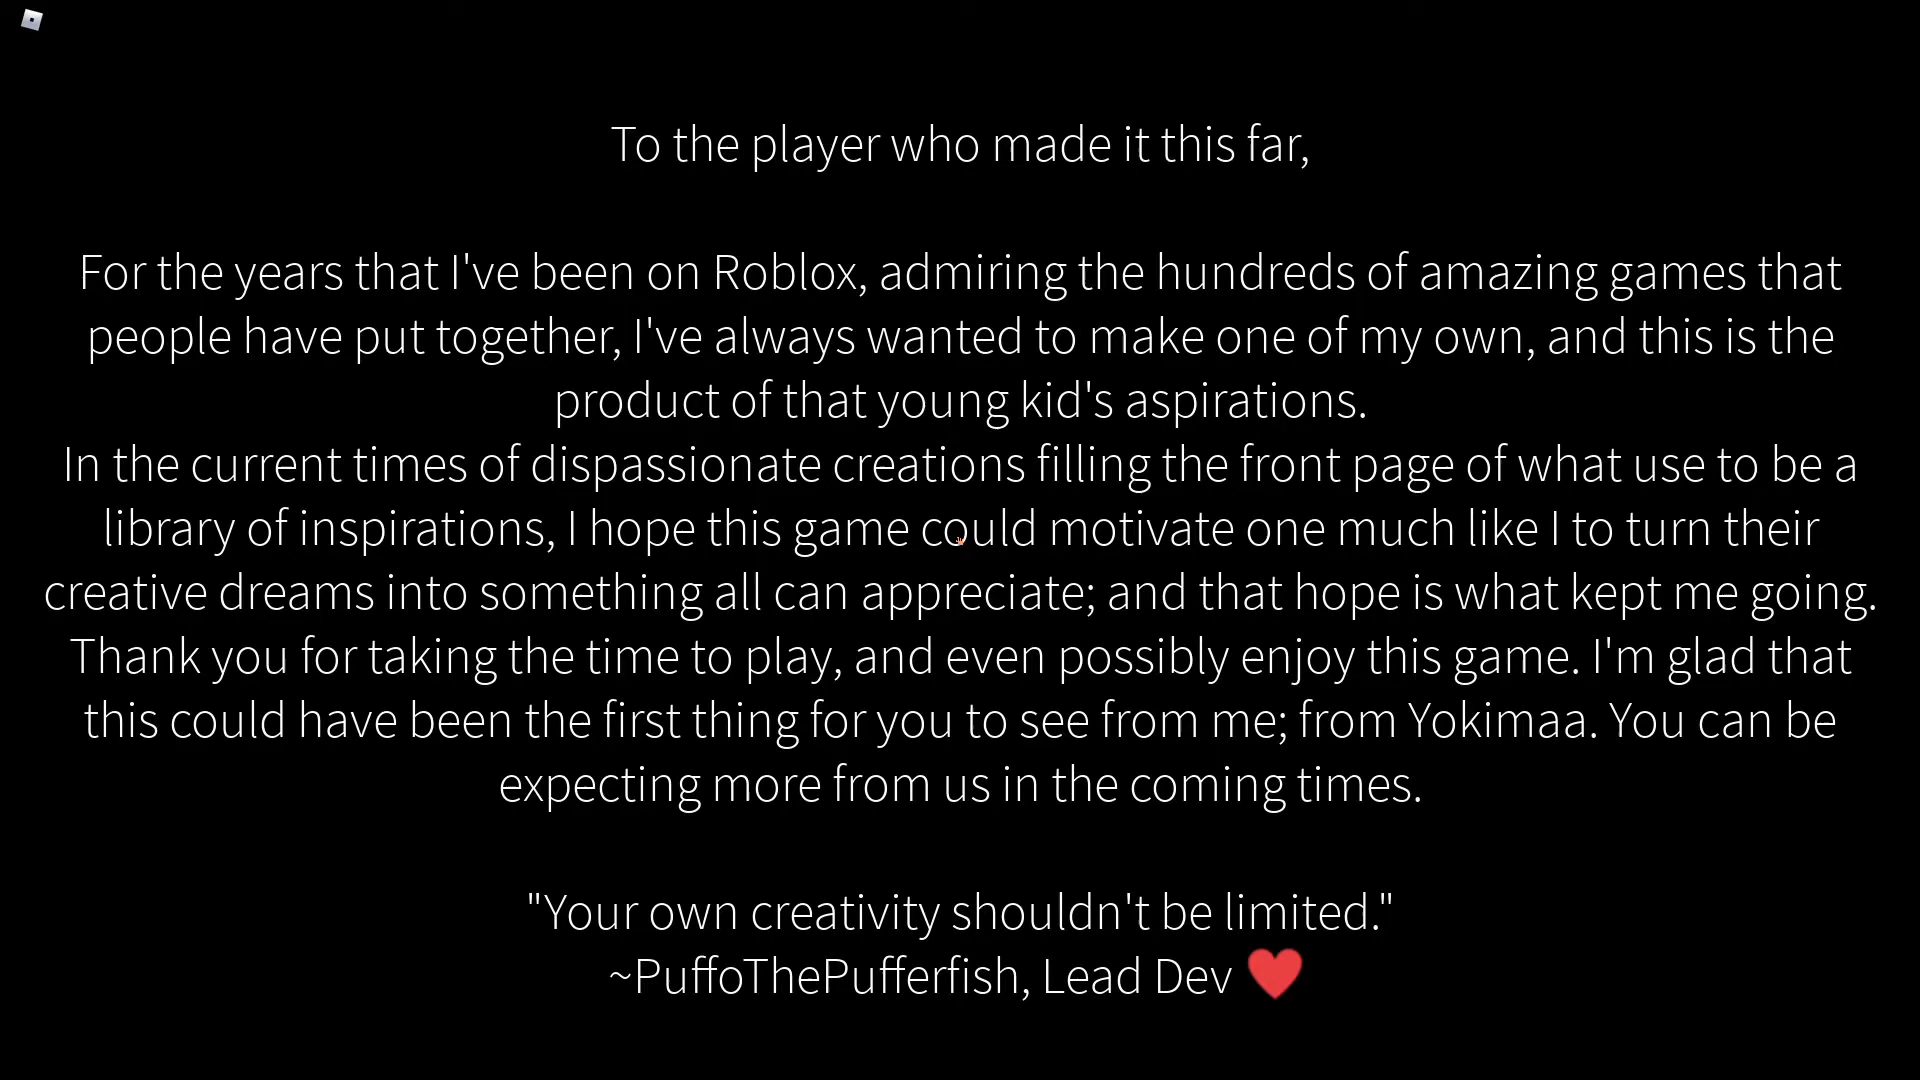 To the player who made it this far,
For the years that I've been on Roblox, admiring the hundreds of amazing games that
people have put together, I've always wanted to make one of my own, and this is the
product of that young kid's aspirations.
In the current times of dispassionate creations filling the front page of what use to be a
library of inspirations, I hope this game could motivate one much like I to turn their
creative dreams into something all can appreciate; and that hope is what kept me going.
Thank you for taking the time to play, and even possibly enjoy this game. I'm glad that
this could have been the first thing for you to see from me; from Yokimaa. You can be
expecting more from us in the coming times.
"Your own creativity shouldn't be limited."
~PuffoThePufferfish, Lead Dev ❤️